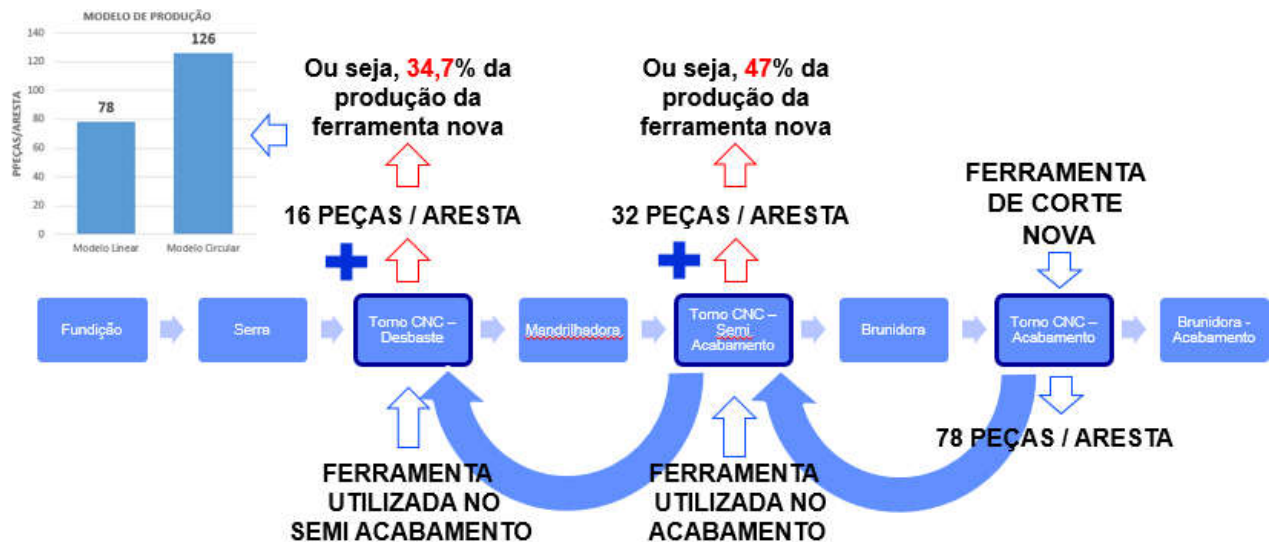 MODELO DE PRODUÇÃO
140
120
100
80
60
40
20
0
PPEÇAS/ARESTA
78
126
Modelo Linear
Modelo Circular
Ou seja, 34,7% da
produção da
ferramenta nova
16 PEÇAS / ARESTA
Ou seja, 47% da
produção da
ferramenta nova
32 PEÇAS / ARESTA
FERRAMENTA
DE CORTE
NOVA
Fundição
Serra
Torno CNC –
Desbaste
Mandrilhadora
Torno CNC –
Semi
Acabamento
Brunidora
Torno CNC –
Acabamento
Brunidora -
Acabamento
78 PEÇAS / ARESTA
FERRAMENTA
UTILIZADA NO
SEMI ACABAMENTO
FERRAMENTA
UTILIZADA NO
ACABAMENTO